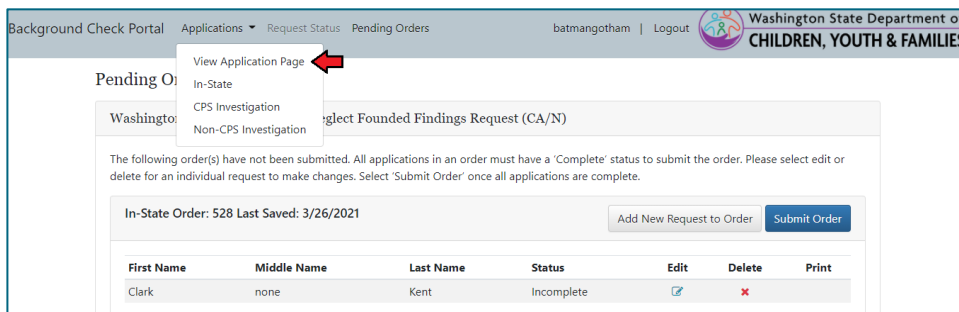 Background Check Portal Applications Request Status Pending Orders batmangotham | Logout Washington State Department o
CHILDREN, YOUTH & FAMILIES
View Application Page
Pending O
In-State
CPS Investigation
Washingto eglect Founded Findings Request (CA/N)
Non-CPS Investigation
The following order(s) have not been submitted. All applications in an order must have a 'Complete' status to submit the order. Please select edit or
delete for an individual request to make changes. Select 'Submit Order' once all applications are complete.
In-State Order: 528 Last Saved: 3/26/2021 Add New Request to Order Submit Order
First Name Middle Name Last Name Status Edit Delete Print
Clark none Kent Incomplete